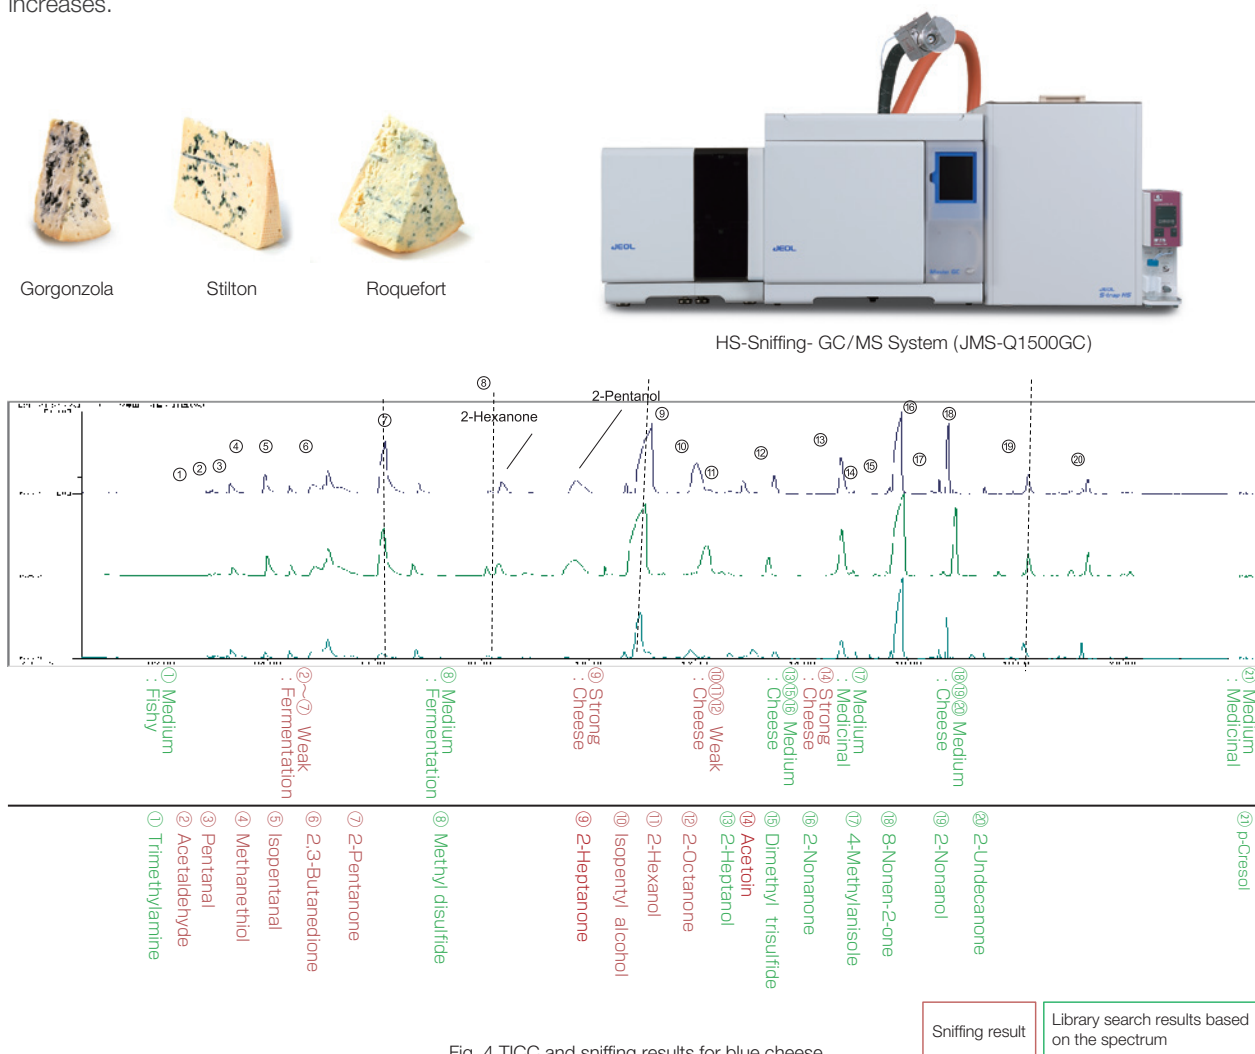 increases.
Gorgonzola
Stilton
Roquefort
JEOL
JEOL
JEOL
HS-Sniffing- GC/MS System (JMS-Q1500GC)
⑧
2-Hexanone
2-Pentanol
① ② ③ ④ ⑤ ⑥ ⑦ ⑨ ⑩ ⑪ ⑫ ⑬ ⑭ ⑮ ⑯ ⑰ ⑱ ⑲ ⑳
① Medium
: Fishy
②~⑦ Weak
: Fermentation
⑧ Medium
: Fermentation
⑨ Strong
: Cheese
⑩⑪⑫ Weak
: Cheese
⑬⑮⑯ Medium
: Cheese
⑭ Strong
: Cheese
⑰ Medium
: Medicinal
⑱⑲⑳ Medium
: Cheese
㉑ Medium
: Medicinal
① Trimethylamine
② Acetaldehyde
③ Pentanal
④ Methanethiol
⑤ Isopentanal
⑥ 2,3-Butanedione
⑦ 2-Pentanone
⑧ Methyl disulfide
⑨ 2-Heptanone
⑩ Isopentyl alcohol
⑪ 2-Hexanol
⑫ 2-Octanone
⑬ 2-Heptanol
⑭ Acetoin
⑮ Dimethyl trisulfide
⑯ 2-Nonanone
⑰ 4-Methylanisole
⑱ 8-Nonen-2-one
⑲ 2-Nonanol
⑳ 2-Undecanone
㉑ p-Cresol
Sniffing result
Library search results based
on the spectrum
Fig. 4 TICC and sniffing results for blue cheese